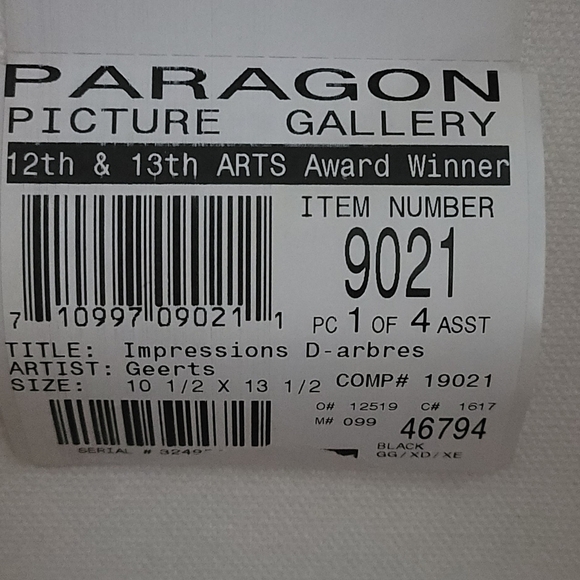 PARAGON
PICTURE GALLERY
12th & 13th ARTS Award Winner
ITEM NUMBER
9021
7 10997 09021 1
PC 1 OF 4 ASST
TITLE: Impressions D-arbres
ARTIST: Geerts
SIZE: 10 1/2 X 13 1/2
COMP# 19021
O# 12519 C# 1617
M# 099 46794
BLACK
GG/XD/XE
SERIAL #